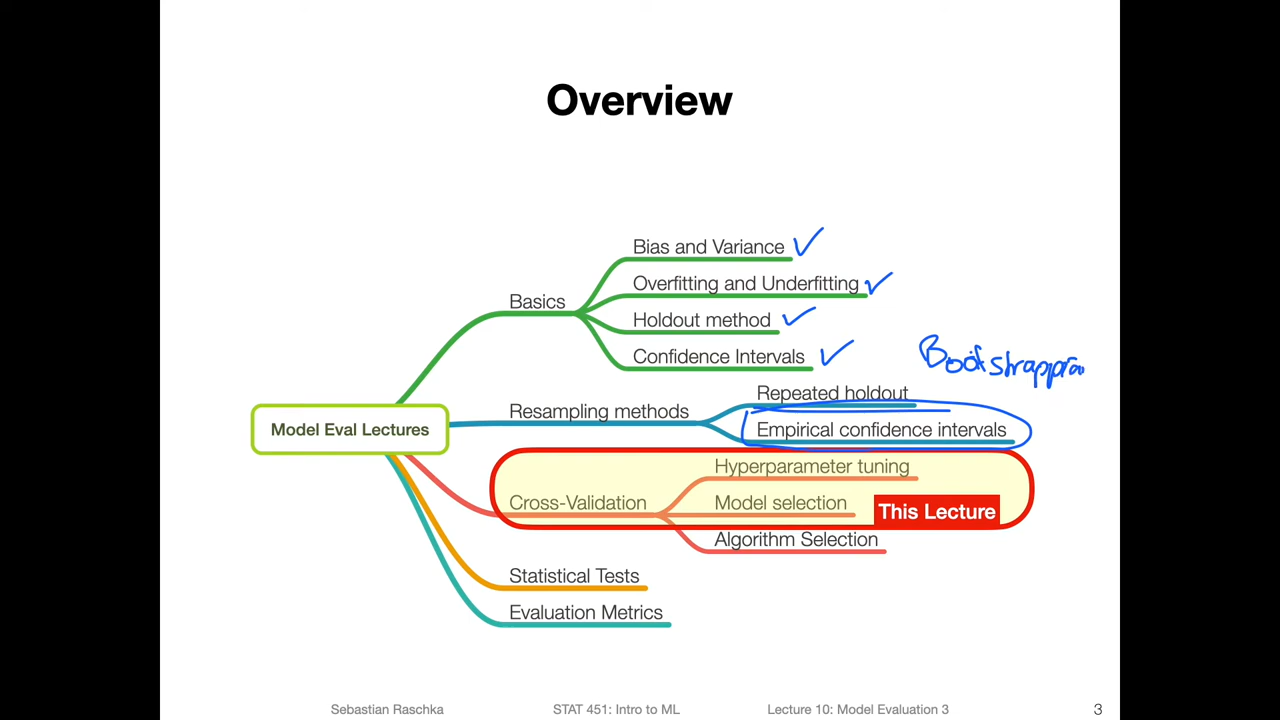 Overview
Bias and Variance
Overfitting and Underfitting
Basics
Holdout method
Confidence Intervals
Repeated holdout
Resampling methods
Model Eval Lectures
Empirical confidence intervals
Hyperparameter tuning
Cross-Validation
Model selection
This Lecture
Algorithm Selection
Statistical Tests
Evaluation Metrics
Sebastian Raschka STAT 451: Intro to ML Lecture 10: Model Evaluation 3 3